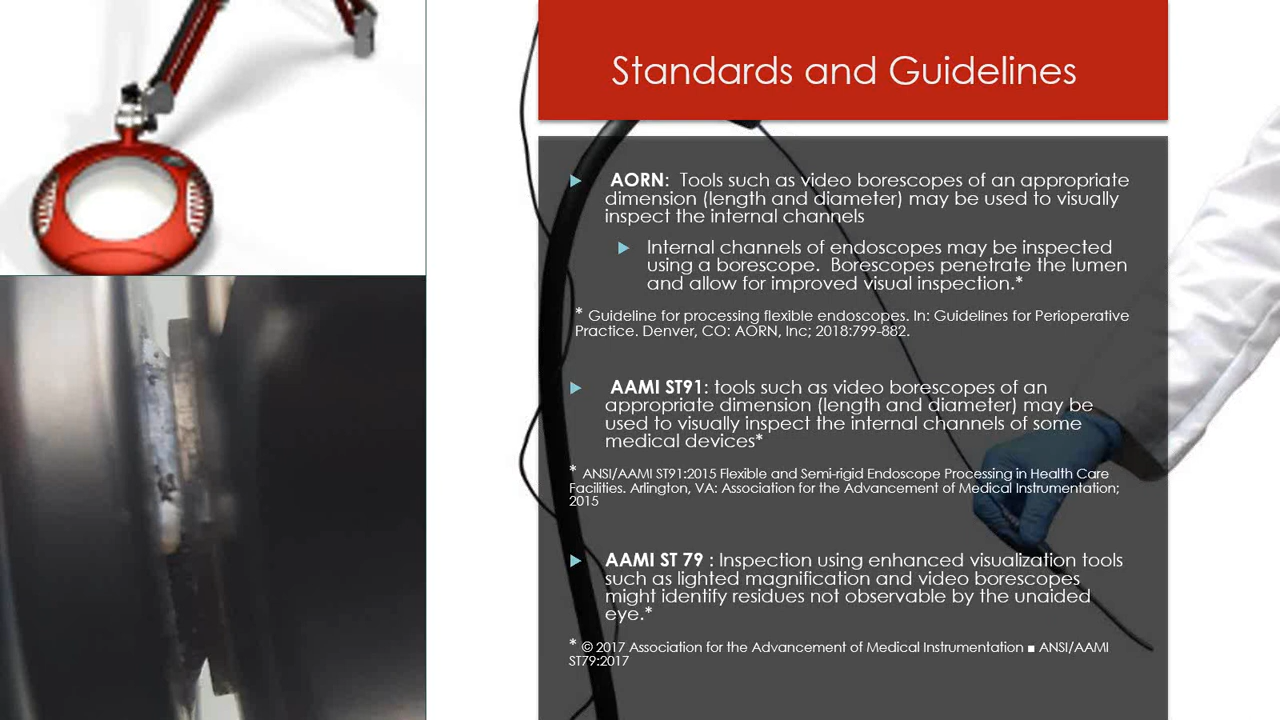 Standards and Guidelines
AORN: Tools such as video borescopes of an appropriate
dimension (length and diameter) may be used to visually
inspect the internal channels
Internal channels of endoscopes may be inspected
using a borescope. Borescopes penetrate the lumen
and allow for improved visual inspection.*
* Guideline for processing flexible endoscopes. In: Guidelines for Perioperative
Practice. Denver, CO: AORN, Inc; 2018:799-882.
AAMI ST91: tools such as video borescopes of an
appropriate dimension (length and diameter) may be
used to visually inspect the internal channels of some
medical devices*
* ANSI/AAMI ST91:2015 Flexible and Semi-rigid Endoscope Processing in Health Care
Facilities. Arlington, VA: Association for the Advancement of Medical Instrumentation;
2015
AAMI ST 79 : Inspection using enhanced visualization tools
such as lighted magnification and video borescopes
might identify residues not observable by the unaided
eye.*
* © 2017 Association for the Advancement of Medical Instrumentation ■ ANSI/AAMI
ST79:2017